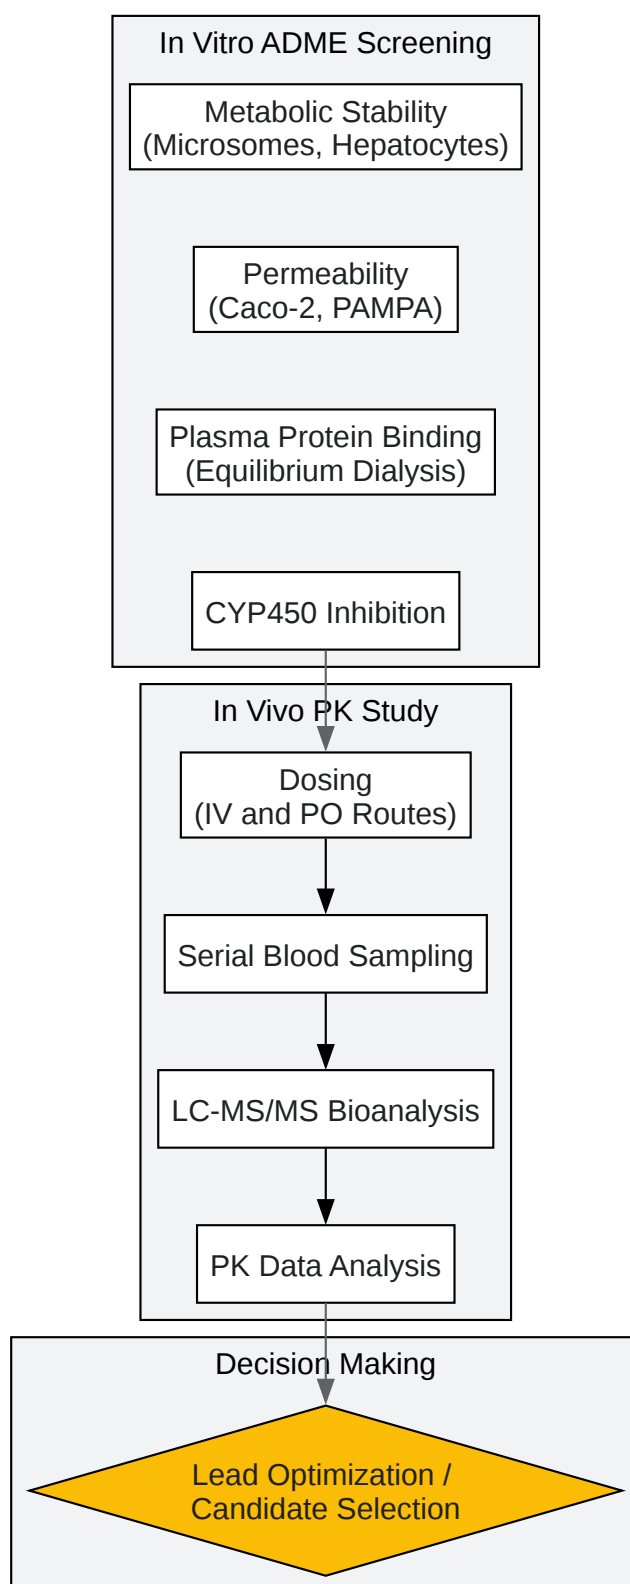 In Vitro ADME Screening
Metabolic Stability
(Microsomes, Hepatocytes)
Permeability
(Caco-2, PAMPA)
Plasma Protein Binding
(Equilibrium Dialysis)
CYP450 Inhibition
In Vivo PK Study
Dosing
(IV and PO Routes)
Serial Blood Sampling
LC-MS/MS Bioanalysis
PK Data Analysis
Decision Making
Lead Optimization /
Candidate Selection